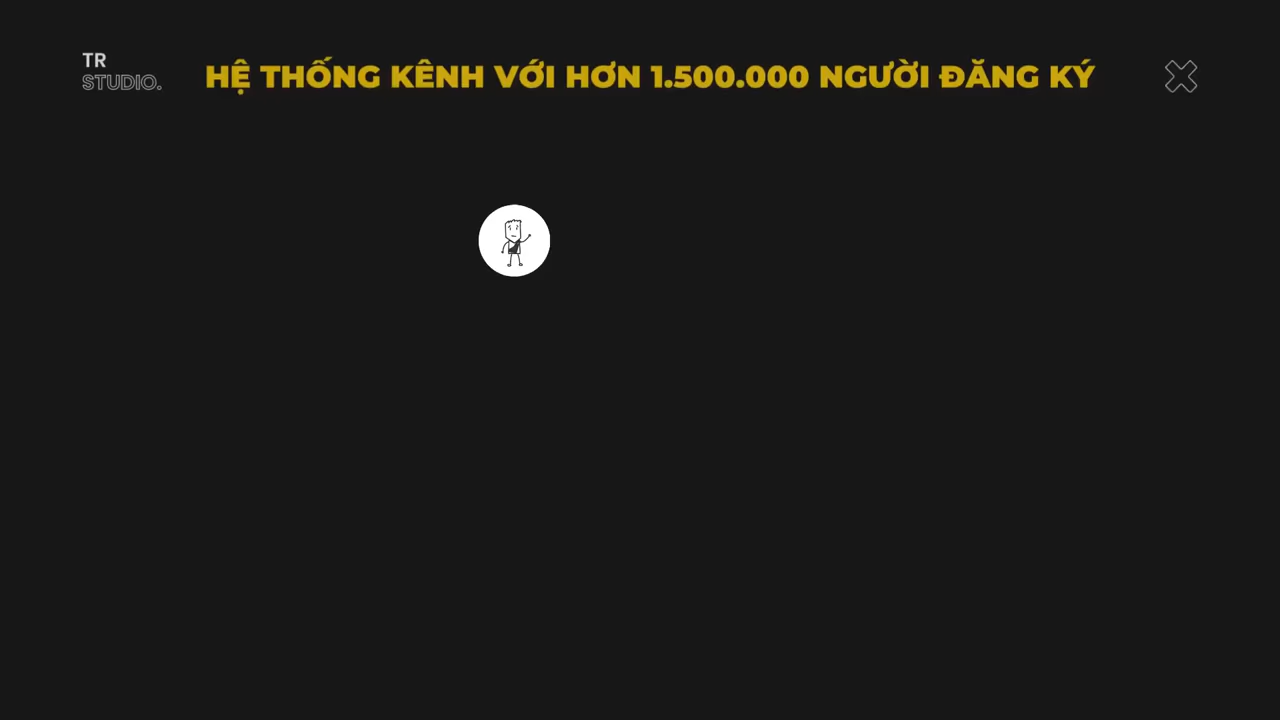 TR
STUDIO.
HỆ THỐNG KÊNH VỚI HƠN 1.500.000 NGƯỜI ĐĂNG KÝ